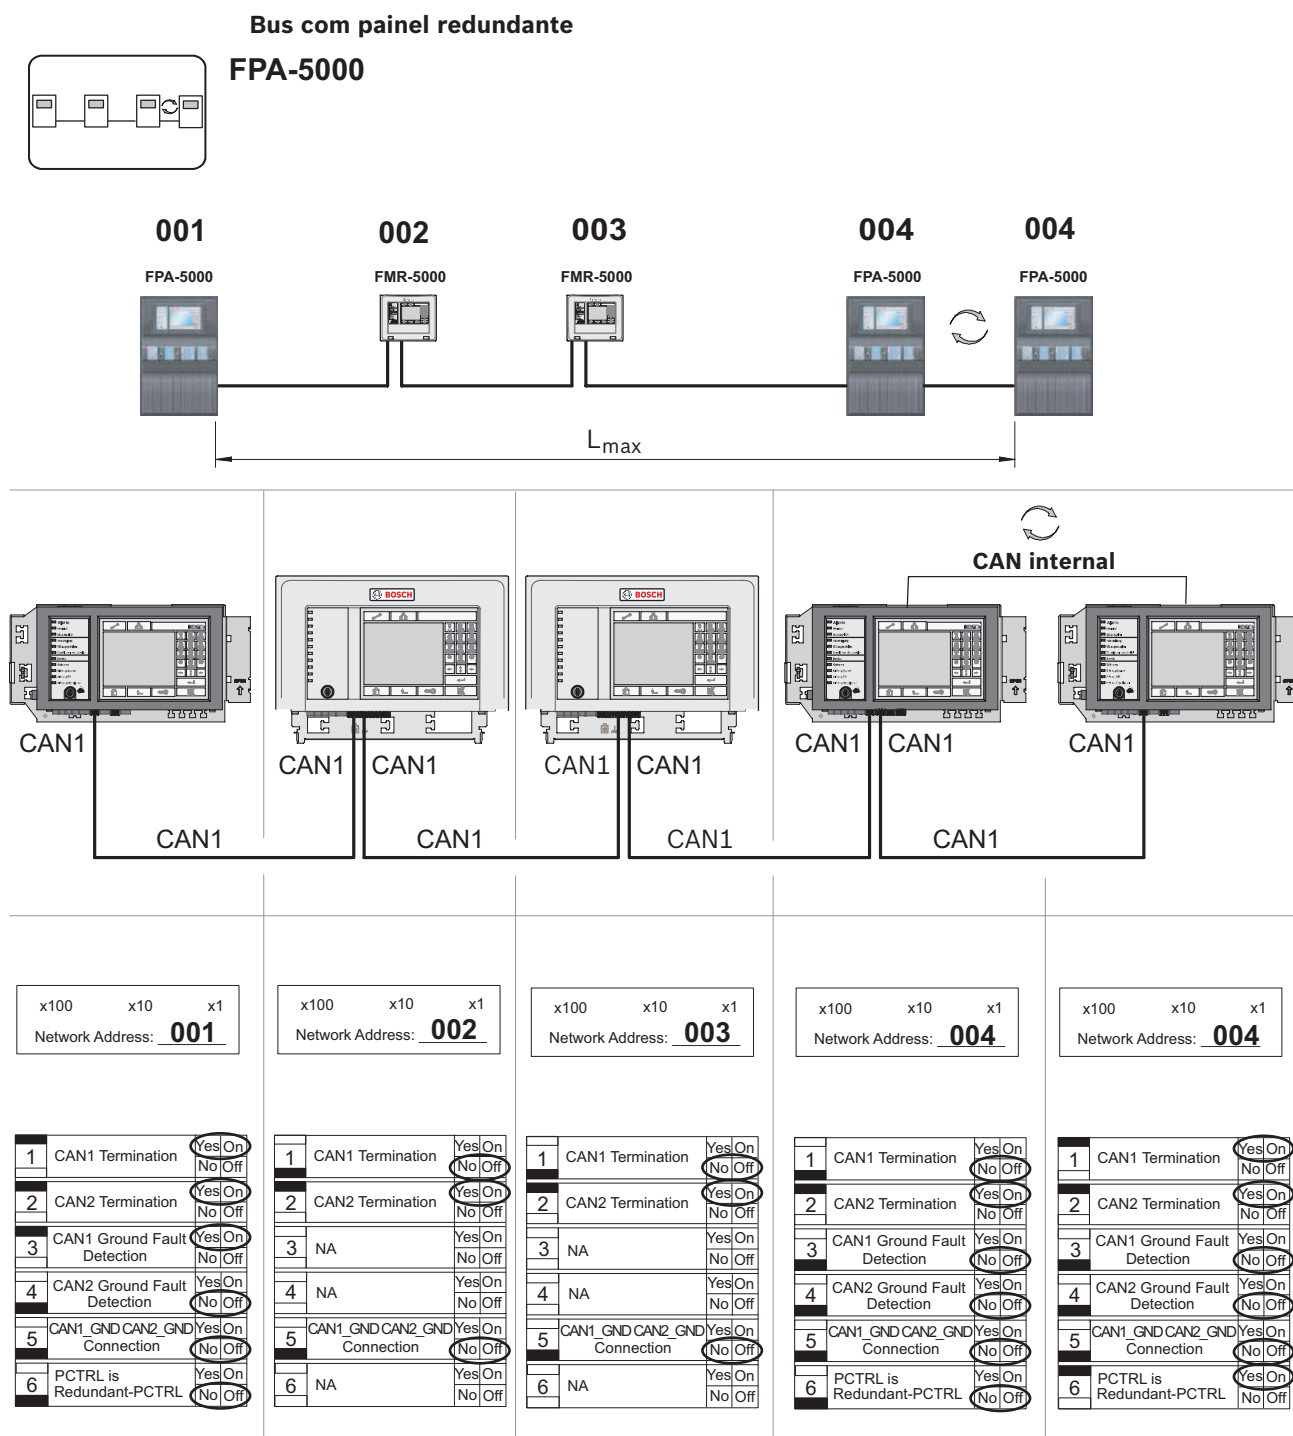 Bus com painel redundante
FPA-5000
001 002 003 004 004
FPA-5000 FMR-5000 FMR-5000 FPA-5000 FPA-5000
Lmax
CAN internal
BOSCH BOSCH
CAN1 CAN1 CAN1 CAN1 CAN1 CAN1 CAN1 CAN1
CAN1 CAN1 CAN1 CAN1
x100 x10 x1
Network Address: 001
x100 x10 x1
Network Address: 002
x100 x10 x1
Network Address: 003
x100 x10 x1
Network Address: 004
x100 x10 x1
Network Address: 004
1 CAN1 Termination Yes On
No Off
2 CAN2 Termination Yes On
No Off
3 CAN1 Ground Fault Yes On
Detection No Off
4 CAN2 Ground Fault Yes On
Detection No Off
5 CAN1_GND CAN2_GND Yes On
Connection No Off
6 PCTRL is Yes On
Redundant-PCTRL No Off
1 CAN1 Termination Yes On
No Off
2 CAN2 Termination Yes On
No Off
3 NA Yes On
No Off
4 NA Yes On
No Off
5 CAN1_GND CAN2_GND Yes On
Connection No Off
6 NA Yes On
No Off
1 CAN1 Termination Yes On
No Off
2 CAN2 Termination Yes On
No Off
3 NA Yes On
No Off
4 NA Yes On
No Off
5 CAN1_GND CAN2_GND Yes On
Connection No Off
6 NA Yes On
No Off
1 CAN1 Termination Yes On
No Off
2 CAN2 Termination Yes On
No Off
3 CAN1 Ground Fault Yes On
Detection No Off
4 CAN2 Ground Fault Yes On
Detection No Off
5 CAN1_GND CAN2_GND Yes On
Connection No Off
6 PCTRL is Yes On
Redundant-PCTRL No Off
1 CAN1 Termination Yes On
No Off
2 CAN2 Termination Yes On
No Off
3 CAN1 Ground Fault Yes On
Detection No Off
4 CAN2 Ground Fault Yes On
Detection No Off
5 CAN1_GND CAN2_GND Yes On
Connection No Off
6 PCTRL is Yes On
Redundant-PCTRL No Off